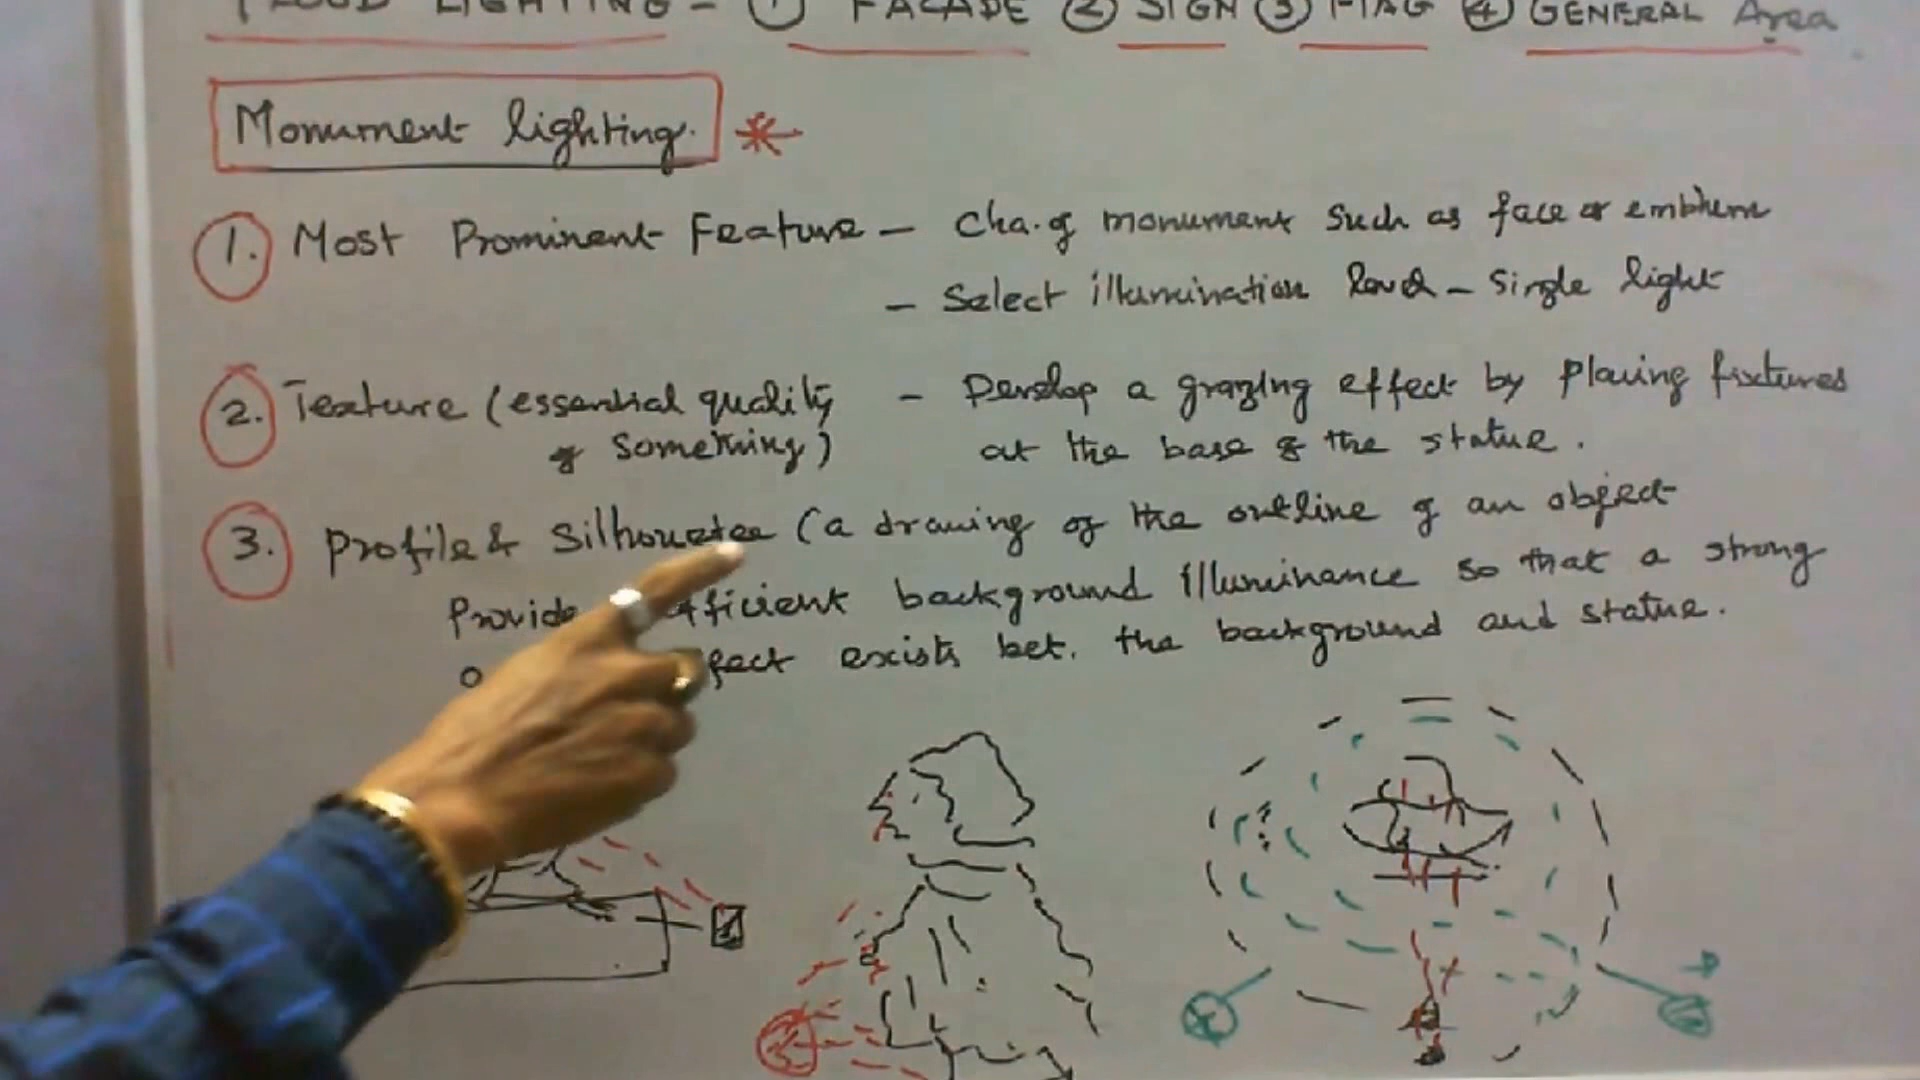 FLOOD LIGHTING - ① FACADE ② SIGN ③ FLAG ④ GENERAL Area
Monument lighting.
1. Most Prominent Feature - Cha. of monument such as face or emblem
- Select illumination level - Single light
2. Texture (essential quality - Develop a grazing effect by placing fixtures
of something) at the base of the statue.
3. Profile & Silhouetee (a drawing of the outline of an object
Provide fficient background illuminance so that a strong
exists bet. the background and statue.